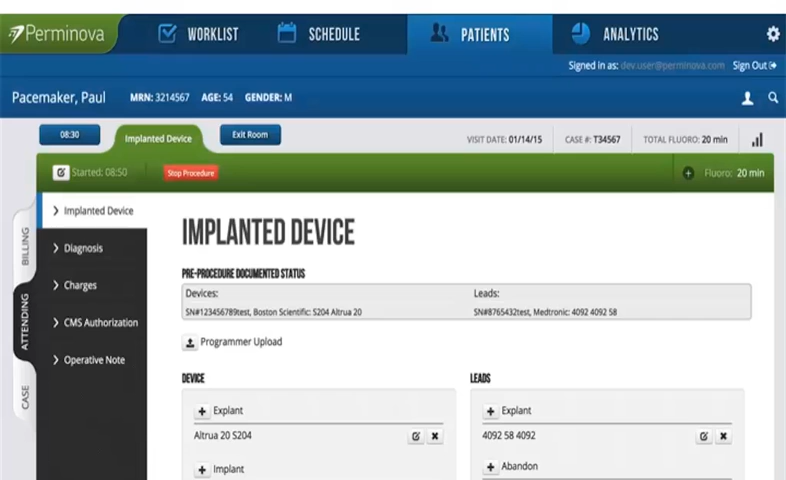 Perminova WORKLIST SCHEDULE PATIENTS ANALYTICS
Signed in as: dev.user@perminova.com Sign Out
Pacemaker, Paul MRN: 3214567 AGE: 54 GENDER: M
08:30 Implanted Device Exit Room VISIT DATE: 01/14/15 CASE #: T34567 TOTAL FLUORO: 20 min
Started: 08:50 Stop Procedure Fluoro: 20 min
BILLING
ATTENDING
CASE
Implanted Device
Diagnosis
Charges
CMS Authorization
Operative Note
IMPLANTED DEVICE
PRE-PROCEDURE DOCUMENTED STATUS
Devices: Leads:
SN#123456789test, Boston Scientific: S204 Altrua 20 SN#8765432test, Medtronic: 4092 4092 58
Programmer Upload
DEVICE
Explant
Altrua 20 S204
Implant
LEADS
Explant
4092 58 4092
Abandon